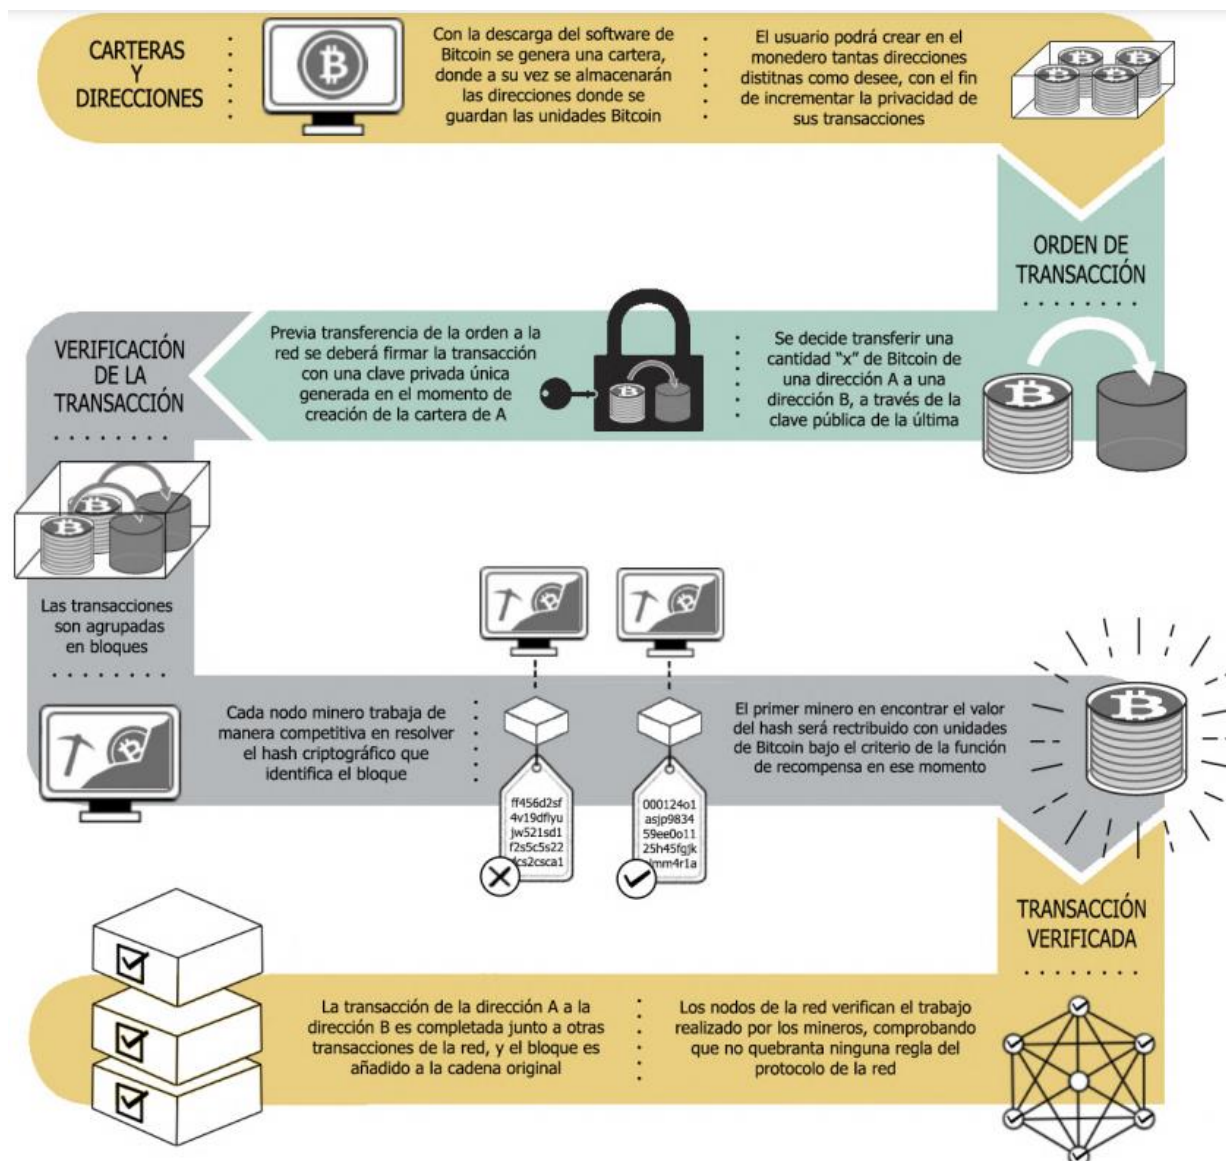 CARTERAS
Y
DIRECCIONES
Con la descarga del software de
Bitcoin se genera una cartera,
donde a su vez se almacenarán
las direcciones donde se
guardan las unidades Bitcoin
El usuario podrá crear en el
monedero tantas direcciones
distitnas como desee, con el fin
de incrementar la privacidad de
sus transacciones
ORDEN DE
TRANSACCIÓN
Se decide transferir una
cantidad “x” de Bitcoin de
una dirección A a una
dirección B, a través de la
clave pública de la última
Previa transferencia de la orden a la
red se deberá firmar la transacción
con una clave privada única
generada en el momento de
creación de la cartera de A
VERIFICACIÓN
DE LA
TRANSACCIÓN
Las transacciones
son agrupadas
en bloques
Cada nodo minero trabaja de
manera competitiva en resolver
el hash criptográfico que
identifica el bloque
ff456d2sf
4v19dflyu
jw521sd1
f2s5c5s22
000124o1
asjp9834
59ee0o11
25h45fgjk
El primer minero en encontrar el valor
del hash será rectribuido con unidades
de Bitcoin bajo el criterio de la función
de recompensa en ese momento
TRANSACCIÓN
VERIFICADA
Los nodos de la red verifican el trabajo
realizado por los mineros, comprobando
que no quebranta ninguna regla del
protocolo de la red
La transacción de la dirección A a la
dirección B es completada junto a otras
transacciones de la red, y el bloque es
añadido a la cadena original